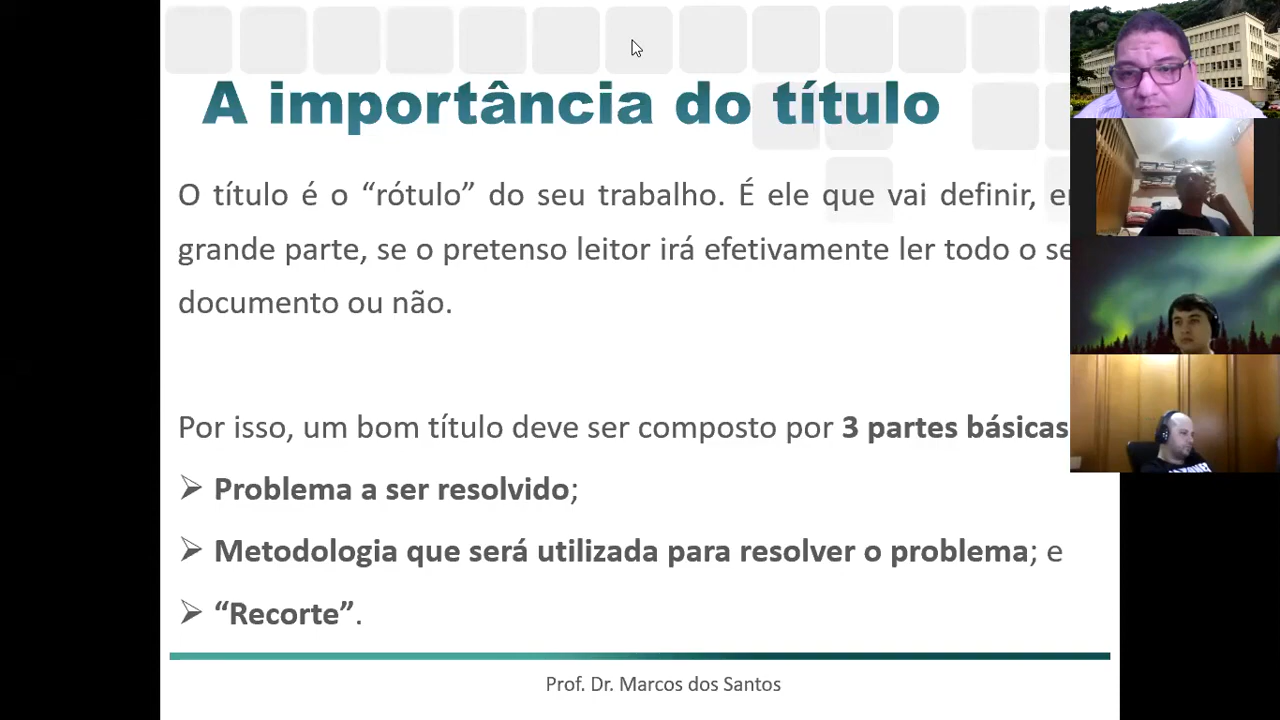 A importância do título
O título é o “rótulo” do seu trabalho. É ele que vai definir,
grande parte, se o pretenso leitor irá efetivamente ler todo o
documento ou não.
Por isso, um bom título deve ser composto por 3 partes básicas
➢ Problema a ser resolvido;
➢ Metodologia que será utilizada para resolver o problema; e
➢ “Recorte”.
Prof. Dr. Marcos dos Santos